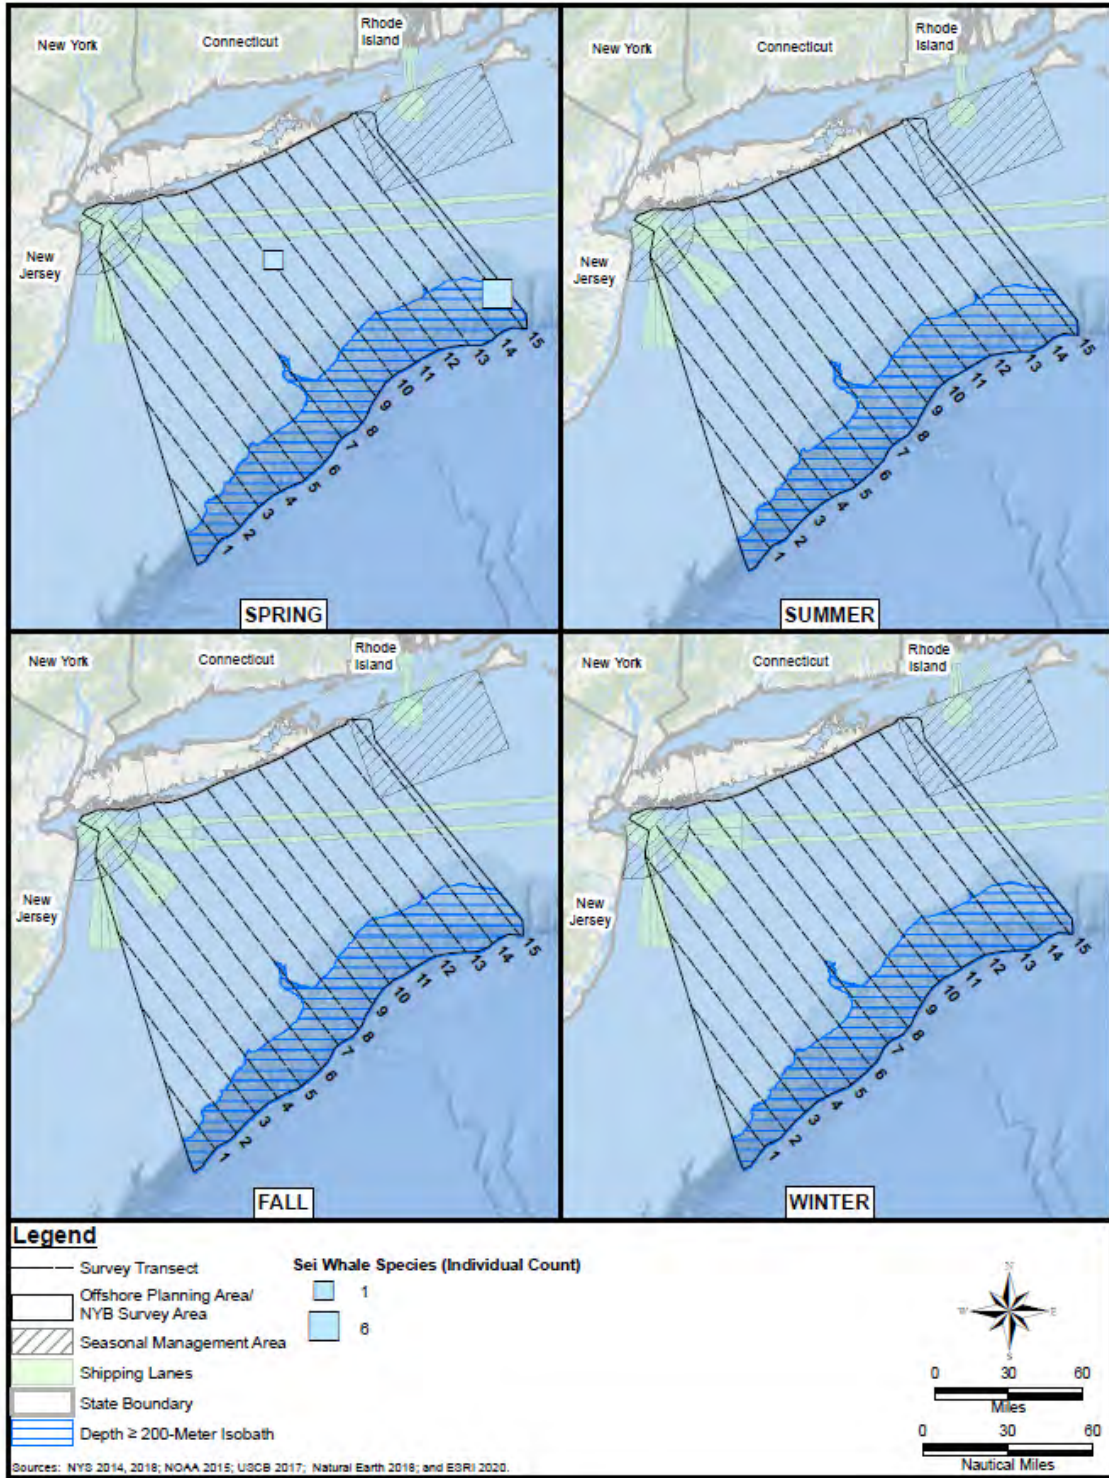 New York
Connecticut
Rhode
Island
New
Jersey
1
2
3
4
5
6
7
8
9
10
11
12
13
14
15
SPRING
New York
Connecticut
Rhode
Island
New
Jersey
1
2
3
4
5
6
7
8
9
10
11
12
13
14
15
SUMMER
New York
Connecticut
Rhode
Island
New
Jersey
1
2
3
4
5
6
7
8
9
10
11
12
13
14
15
FALL
New York
Connecticut
Rhode
Island
New
Jersey
1
2
3
4
5
6
7
8
9
10
11
12
13
14
15
WINTER
Legend
Survey Transect
Offshore Planning Area/
NYB Survey Area
Seasonal Management Area
Shipping Lanes
State Boundary
Depth ≥ 200-Meter Isobath
Sei Whale Species (Individual Count)
1
6
N
W E
S
0 30 60
Miles
0 30 60
Nautical Miles
Sources: NYS 2014, 2018; NOAA 2015; USCB 2017; Natural Earth 2018; and ESRI 2020.